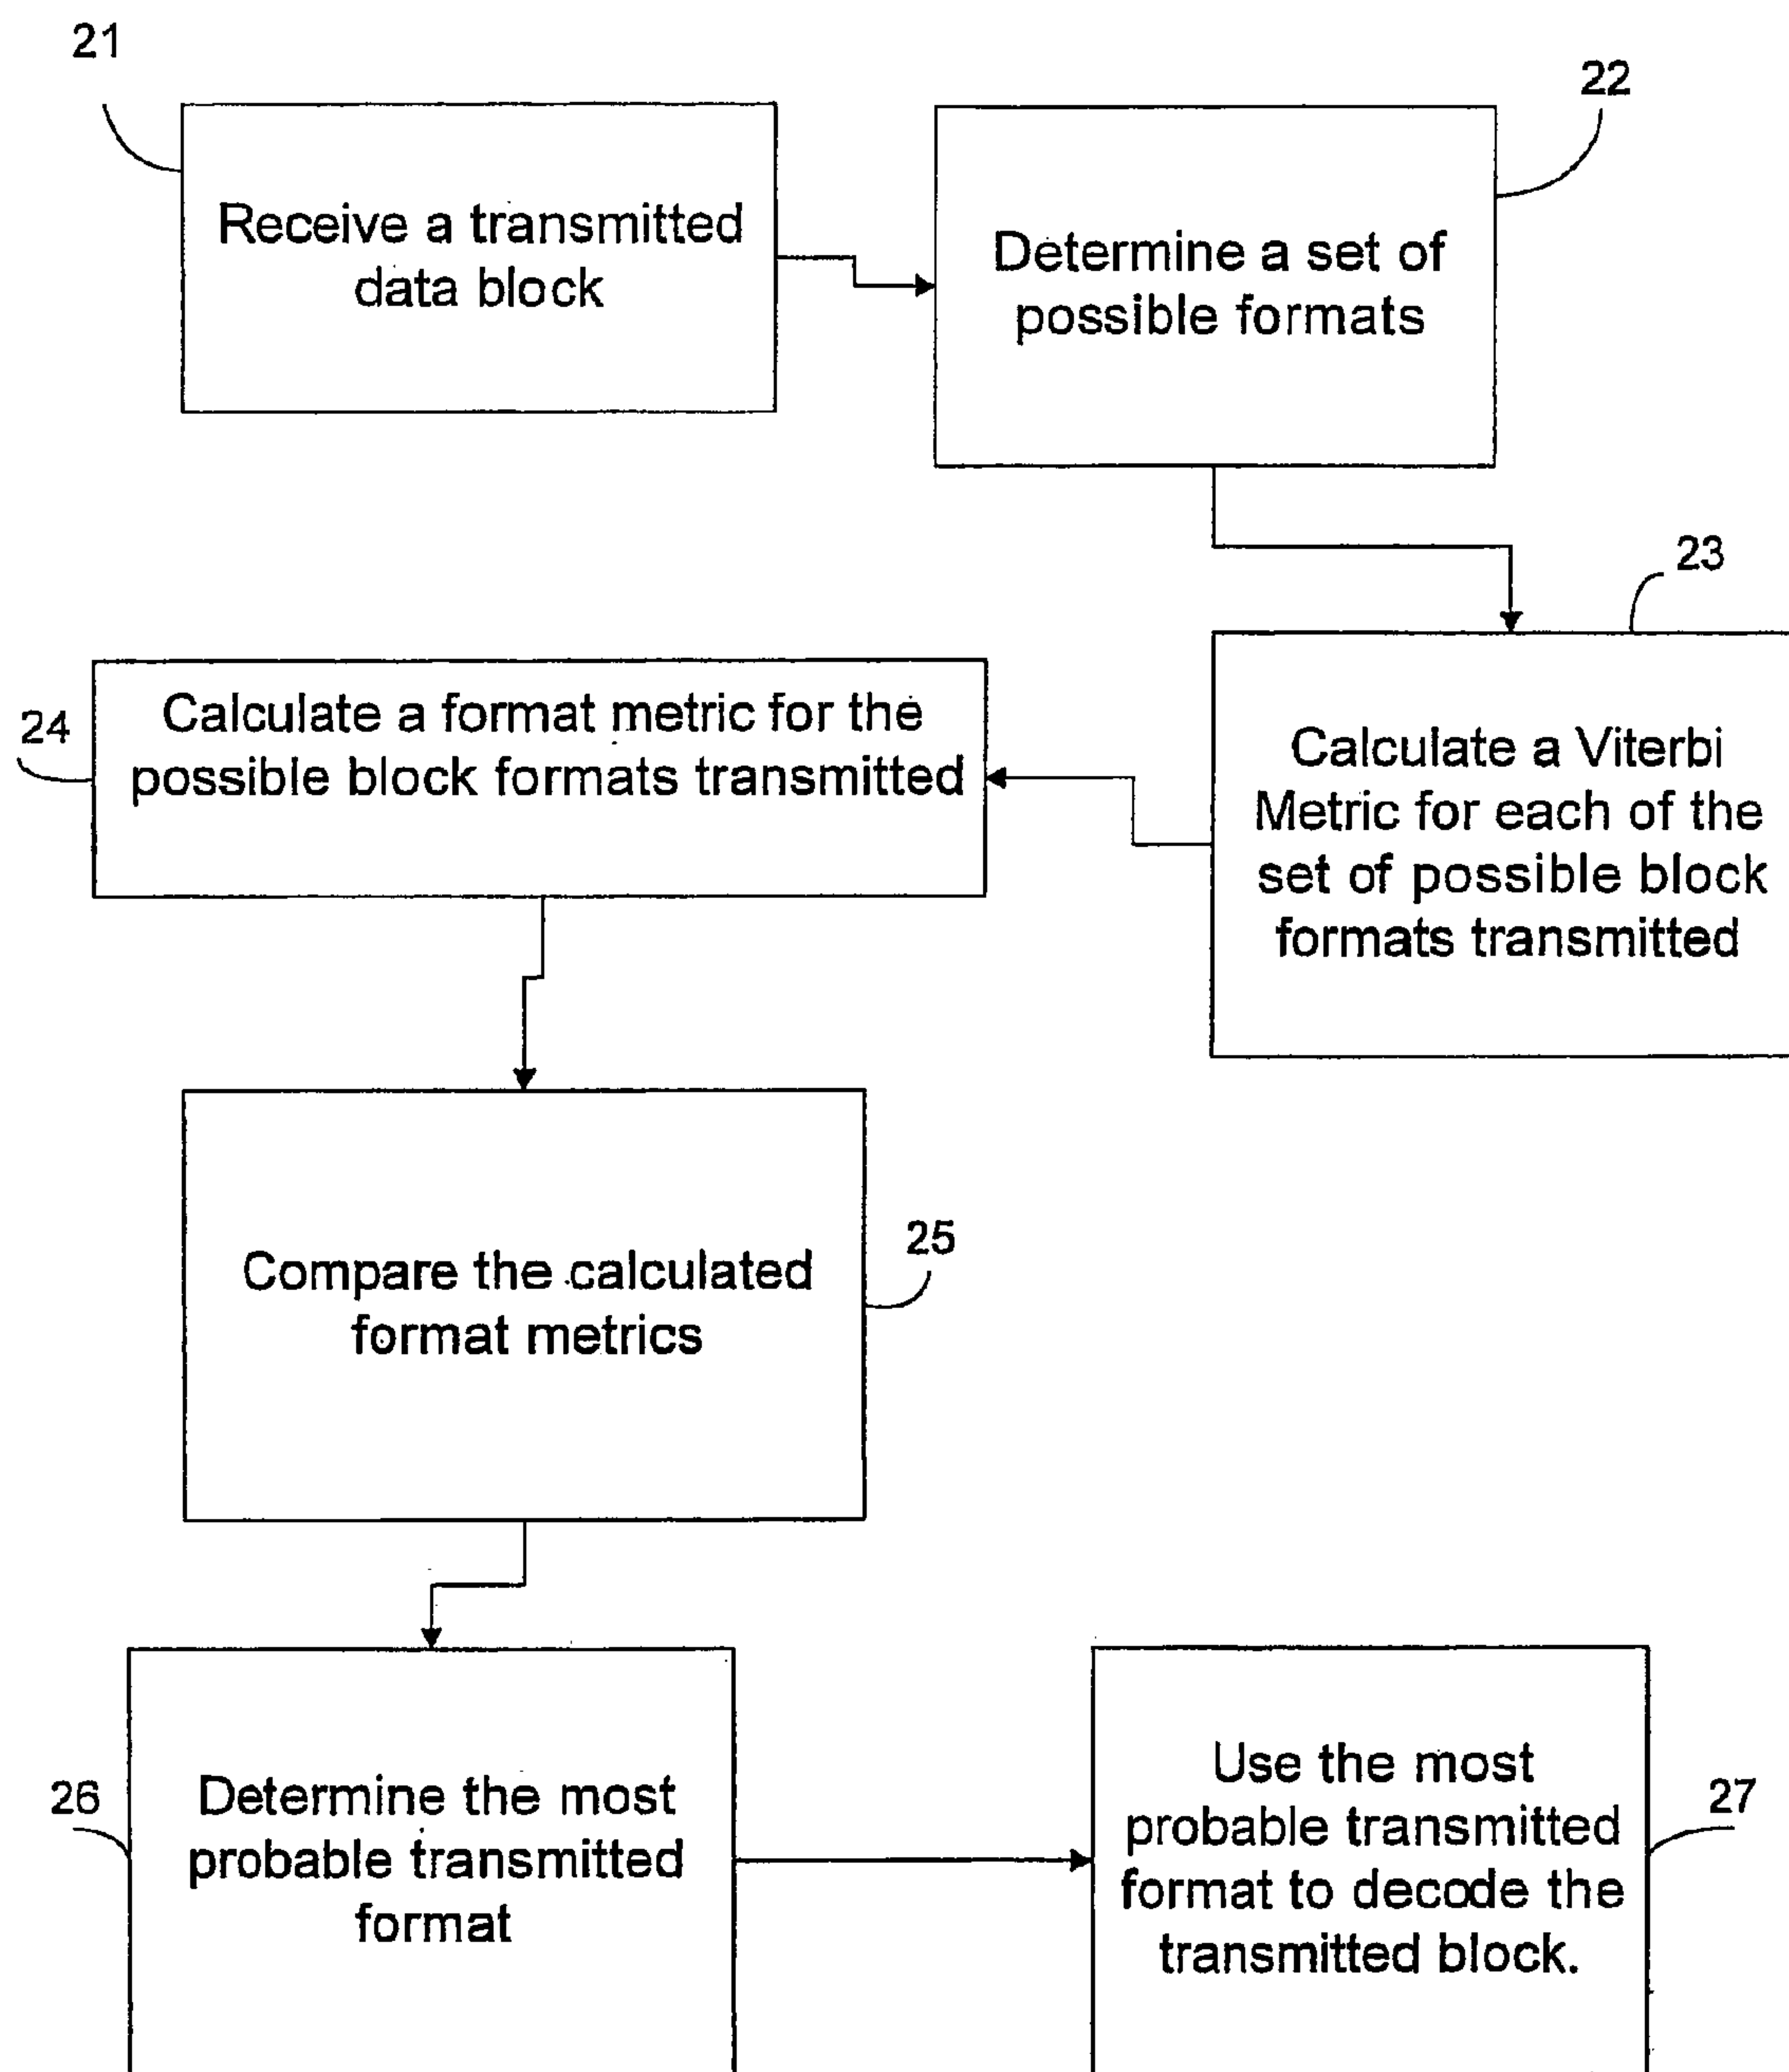 21
Receive a transmitted
data block
22
Determine a set of
possible formats
23
Calculate a Viterbi
Metric for each of the
set of possible block
formats transmitted
24
Calculate a format metric for the
possible block formats transmitted
25
Compare the calculated
format metrics
26
Determine the most
probable transmitted
format
27
Use the most
probable transmitted
format to decode the
transmitted block.